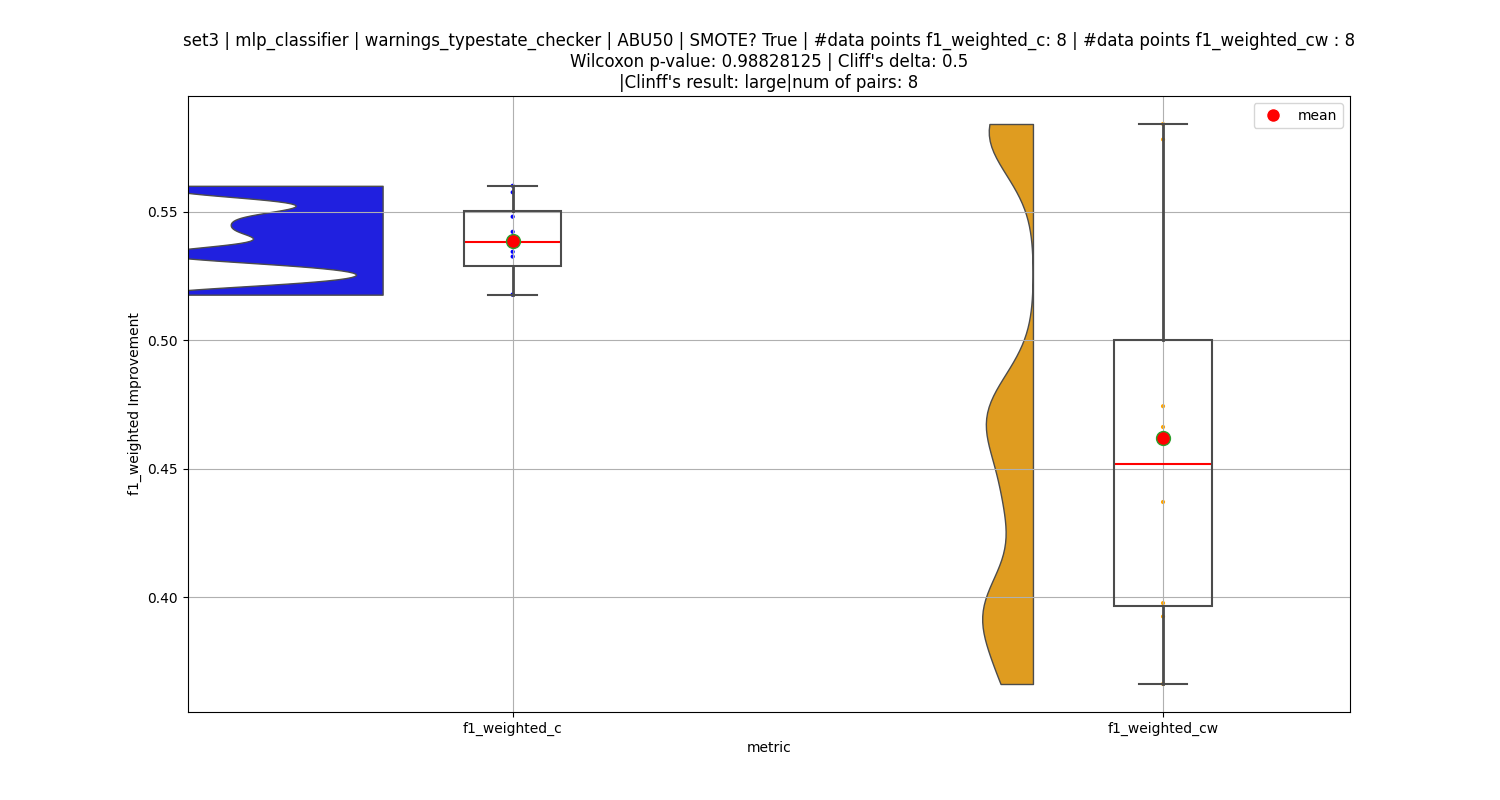 set3 | mlp_classifier | warnings_typestate_checker | ABU50 | SMOTE? True | #data points f1_weighted_c: 8 | #data points f1_weighted_cw : 8
Wilcoxon p-value: 0.98828125 | Cliff's delta: 0.5
|Clinff's result: large|num of pairs: 8
mean
f1_weighted Improvement
0.55
0.50
0.45
0.40
f1_weighted_c
f1_weighted_cw
metric